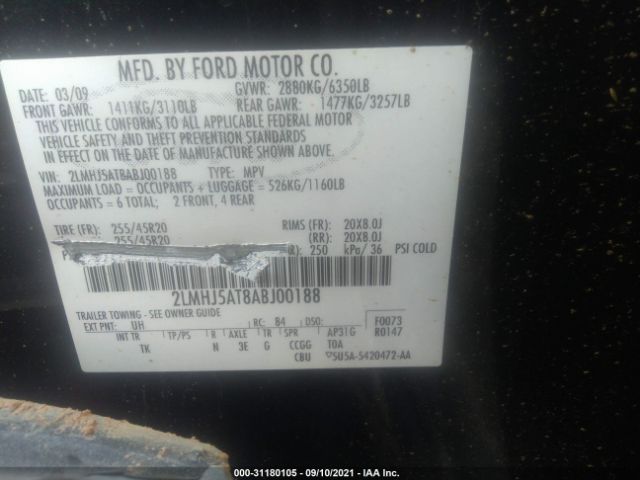 MFD. BY FORD MOTOR CO.
DATE: 03/09 GVWR: 2880KG/6350LB
FRONT GAWR: 1411KG/3110LB REAR GAWR: 1477KG/3257LB
THIS VEHICLE CONFORMS TO ALL APPLICABLE FEDERAL MOTOR
VEHICLE SAFETY AND THEFT PREVENTION STANDARDS
IN EFFECT ON THE DATE OF MANUFACTURE SHOWN ABOVE.
VIN: 2LMHJ5AT8ABJ00188 TYPE: MPV
MAXIMUM LOAD = OCCUPANTS + LUGGAGE = 526KG/1160LB
OCCUPANTS = 6 TOTAL; 2 FRONT, 4 REAR
TIRE (FR): 255/45R20 RIMS (FR): 20X8.0J
255/45R20 (RR): 20X8.0J
250 kPa/ 36 PSI COLD
2LMHJ5AT8ABJ00188
TRAILER TOWING - SEE OWNER GUIDE
EXT PNT: UH RC: 84 DSO: F0073
INT TR TP/PS R AXLE TR SPR AP31G R0147
TK N 3E G CCGG TOA
CBU 5U5A-5420472-AA
000-31180105 - 09/10/2021 - IAA Inc.